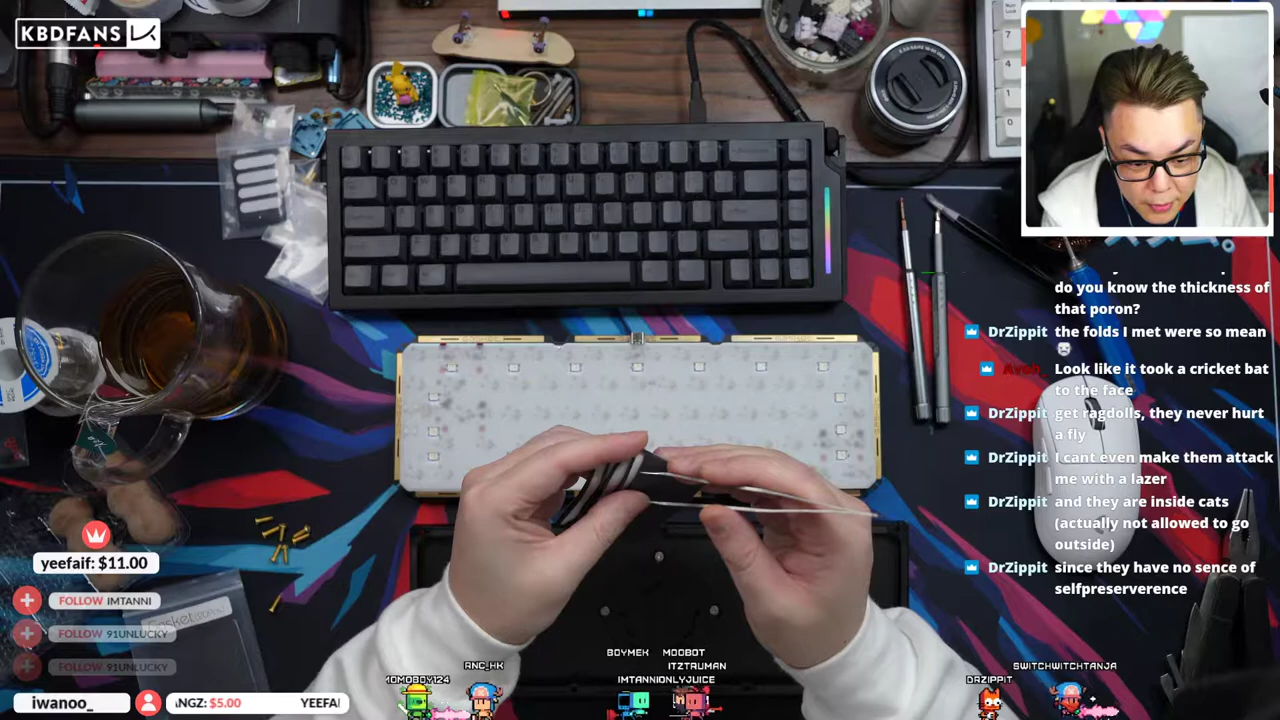 KBDFANS
do you know the thickness of
that poron?
DrZippit the folds I met were so mean
Look like it took a cricket bat
to the face
DrZippit get ragdolls, they never hurt
a fly
DrZippit I cant even make them attack
me with a lazer
DrZippit and they are inside cats
(actually not allowed to go
outside)
DrZippit since they have no sence of
selfpreserverence
yeefaif: $11.00
FOLLOW IMTANNI
FOLLOW 91UNLUCKY
FOLLOW 91UNLUCKY
iwanoo_
NGZ: $5.00 YEEFAI
10MOBOY124
RNC_HK
BOYMEK
MOOBOT
ITZTRUMAN
IMTANNIONLYJUICE
DRZIPPIT
SWITCHWITCHTANJA